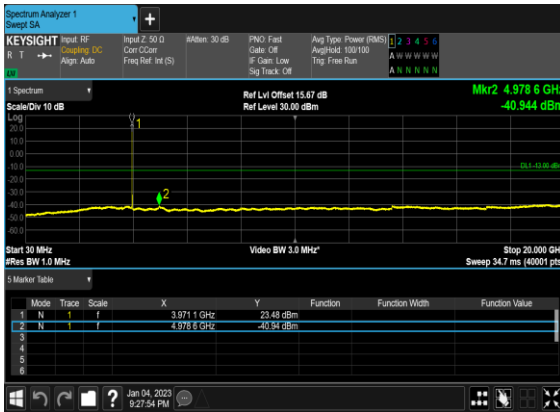 Spectrum Analyzer 1
Swept SA
+
KEYSIGHT Input: RF Input Z: 50 Ω #Atten: 30 dB PNO: Fast Avg Type: Power (RMS) 1 2 3 4 5 6
R T Coupling: DC Corr CCorr Gate: Off Avg|Hold: 100/100 A W W W W W
Align: Auto Freq Ref: Int (S) IF Gain: Low Trig: Free Run
Sig Track: Off A N N N N N
1 Spectrum Ref Lvl Offset 15.67 dB Mkr2 4.978 6 GHz
Scale/Div 10 dB Ref Level 30.00 dBm -40.944 dBm
Log
20.0
10.0
0.00
-10.0
DL1 -13.00 dBm
-20.0
-30.0
-40.0
-50.0
-60.0
1
2
Start 30 MHz Video BW 3.0 MHz* Stop 20.000 GHz
#Res BW 1.0 MHz Sweep 34.7 ms (40001 pts)
5 Marker Table
Mode Trace Scale X Y Function Function Width Function Value
1 N 1 f 3.971 1 GHz 23.48 dBm
2 N 1 f 4.978 6 GHz -40.94 dBm
3
4
5
6
? Jan 04, 2023
9:27:54 PM